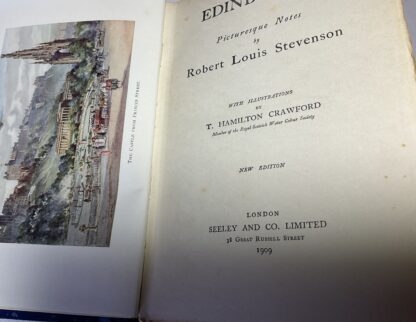 THE CASTLE FROM PRINCES STREET.
EDIN
Picturesque Notes
by
Robert Louis Stevenson
WITH ILLUSTRATIONS
BY
T. HAMILTON CRAWFORD
Member of the Royal Scottish Water Colour Society
NEW EDITION
LONDON
SEELEY AND CO. LIMITED
38 GREAT RUSSELL STREET
1909